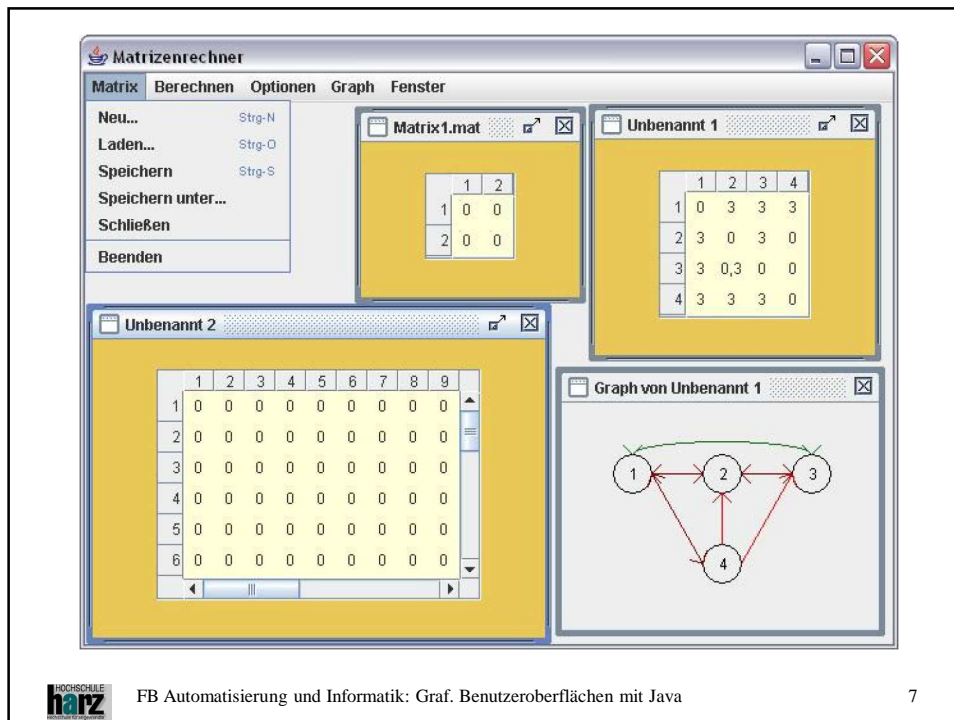 Matrizenrechner
Matrix Berechnen Optionen Graph Fenster
Neu... Strg-N
Laden... Strg-O
Speichern Strg-S
Speichern unter...
Schließen
Beenden
Matrix1.mat
1 2
1 0 0
2 0 0
Unbenannt 1
1 2 3 4
1 0 3 3 3
2 3 0 3 0
3 3 0,3 0 0
4 3 3 3 0
Unbenannt 2
1 2 3 4 5 6 7 8 9
1 0 0 0 0 0 0 0 0 0
2 0 0 0 0 0 0 0 0 0
3 0 0 0 0 0 0 0 0 0
4 0 0 0 0 0 0 0 0 0
5 0 0 0 0 0 0 0 0 0
6 0 0 0 0 0 0 0 0 0
Graph von Unbenannt 1
1 2 3
4
HOCHSCHULE
harz
FB Automatisierung und Informatik: Graf. Benutzeroberflächen mit Java 7